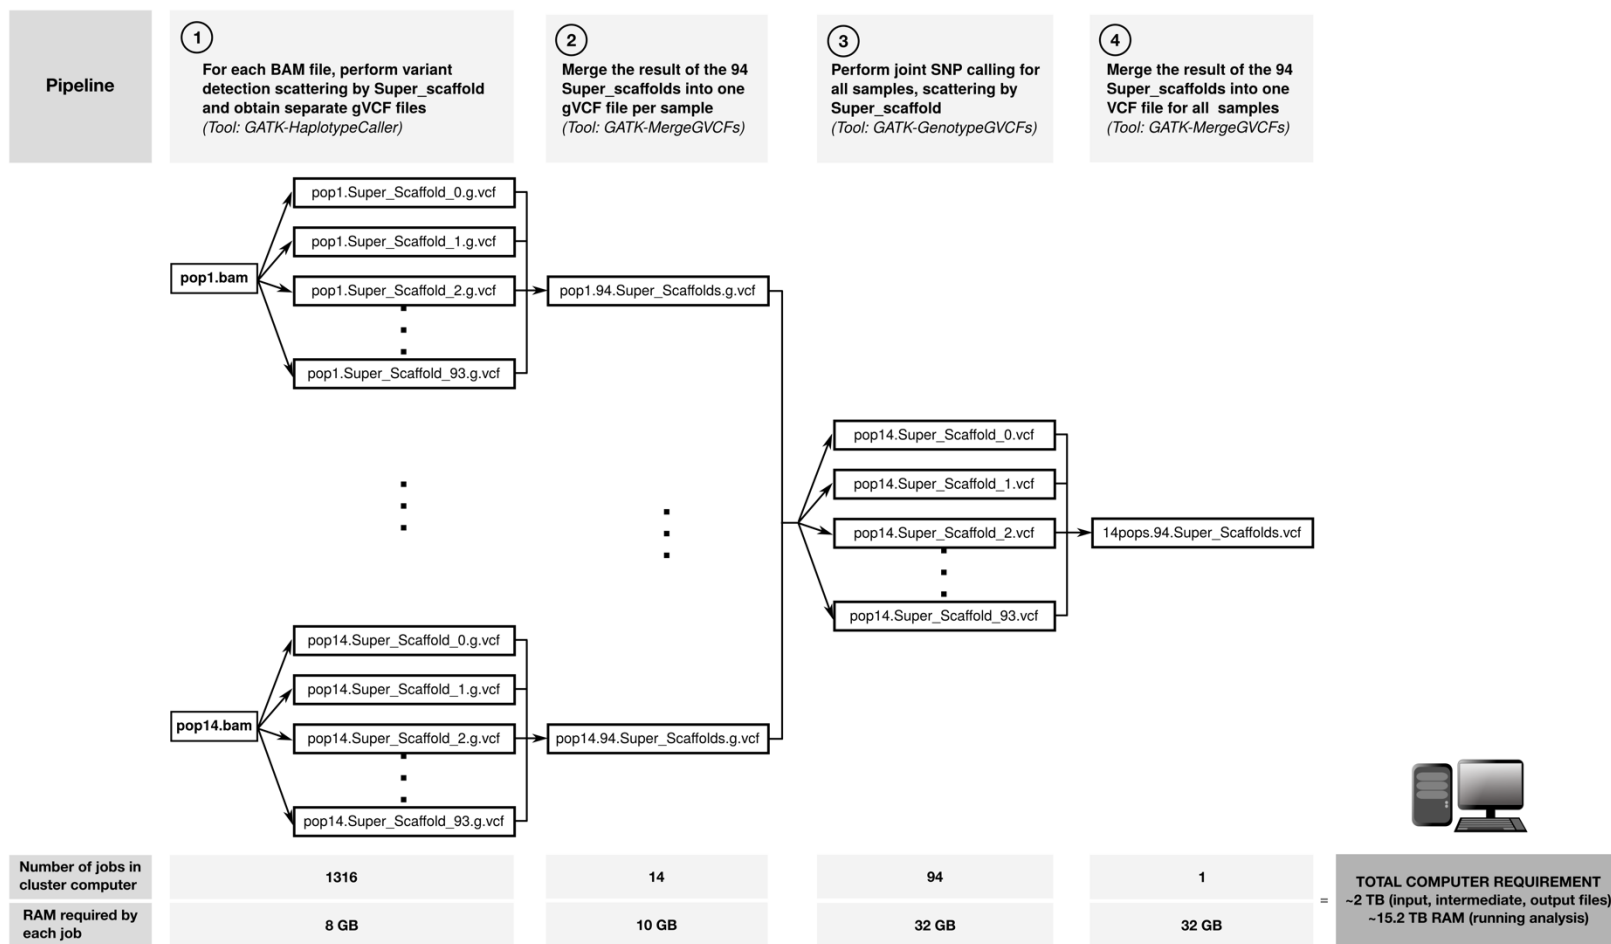 Pipeline
1
For each BAM file, perform variant
detection scattering by Super_scaffold
and obtain separate gVCF files
(Tool: GATK-HaplotypeCaller)
2
Merge the result of the 94
Super_scaffolds into one
gVCF file per sample
(Tool: GATK-MergeGVCFs)
3
Perform joint SNP calling for
all samples, scattering by
Super_scaffold
(Tool: GATK-GenotypeGVCFs)
4
Merge the result of the 94
Super_scaffolds into one
VCF file for all samples
(Tool: GATK-MergeGVCFs)
pop1.bam
pop1.Super_Scaffold_0.g.vcf
pop1.Super_Scaffold_1.g.vcf
pop1.Super_Scaffold_2.g.vcf
pop1.Super_Scaffold_93.g.vcf
pop1.94.Super_Scaffolds.g.vcf
pop14.bam
pop14.Super_Scaffold_0.g.vcf
pop14.Super_Scaffold_1.g.vcf
pop14.Super_Scaffold_2.g.vcf
pop14.Super_Scaffold_93.g.vcf
pop14.94.Super_Scaffolds.g.vcf
pop14.Super_Scaffold_0.vcf
pop14.Super_Scaffold_1.vcf
pop14.Super_Scaffold_2.vcf
pop14.Super_Scaffold_93.vcf
14pops.94.Super_Scaffolds.vcf
Number of jobs in
cluster computer
1316
14
94
1
RAM required by
each job
8 GB
10 GB
32 GB
32 GB
=
TOTAL COMPUTER REQUIREMENT
~2 TB (input, intermediate, output files)
~15.2 TB RAM (running analysis)